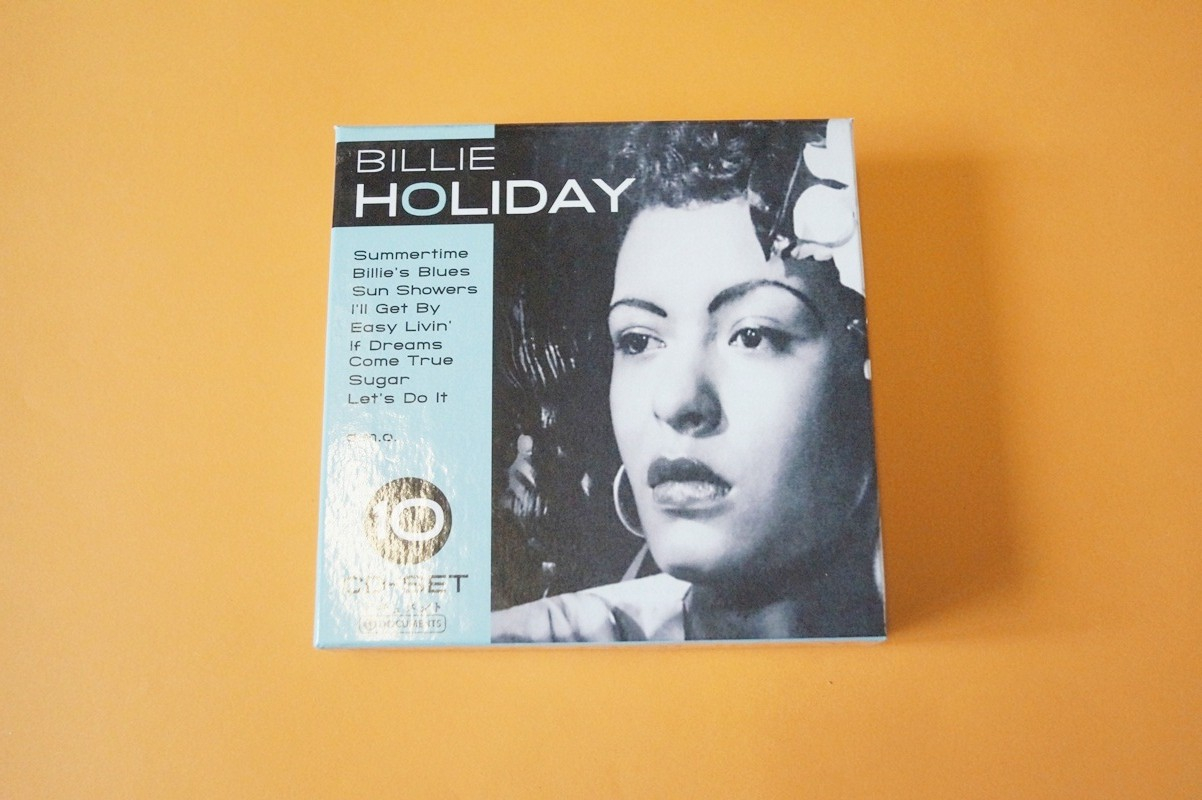 BILLIE
HOLIDAY
Summertime
Billie's Blues
Sun Showers
I'll Get By
Easy Livin'
If Dreams
Come True
Sugar
Let's Do It
10
CD-SET
DOCUMENTS